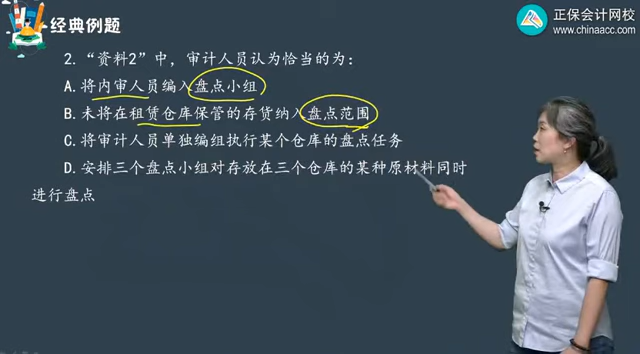 经典例题
正保会计网校
www.chinaacc.com
2. “资料2”中，审计人员认为恰当的为：
A. 将内审人员编入盘点小组
B. 未将在租赁仓库保管的存货纳入盘点范围
C. 将审计人员单独编组执行某个仓库的盘点任务
D. 安排三个盘点小组对存放在三个仓库的某种原材料同时
进行盘点